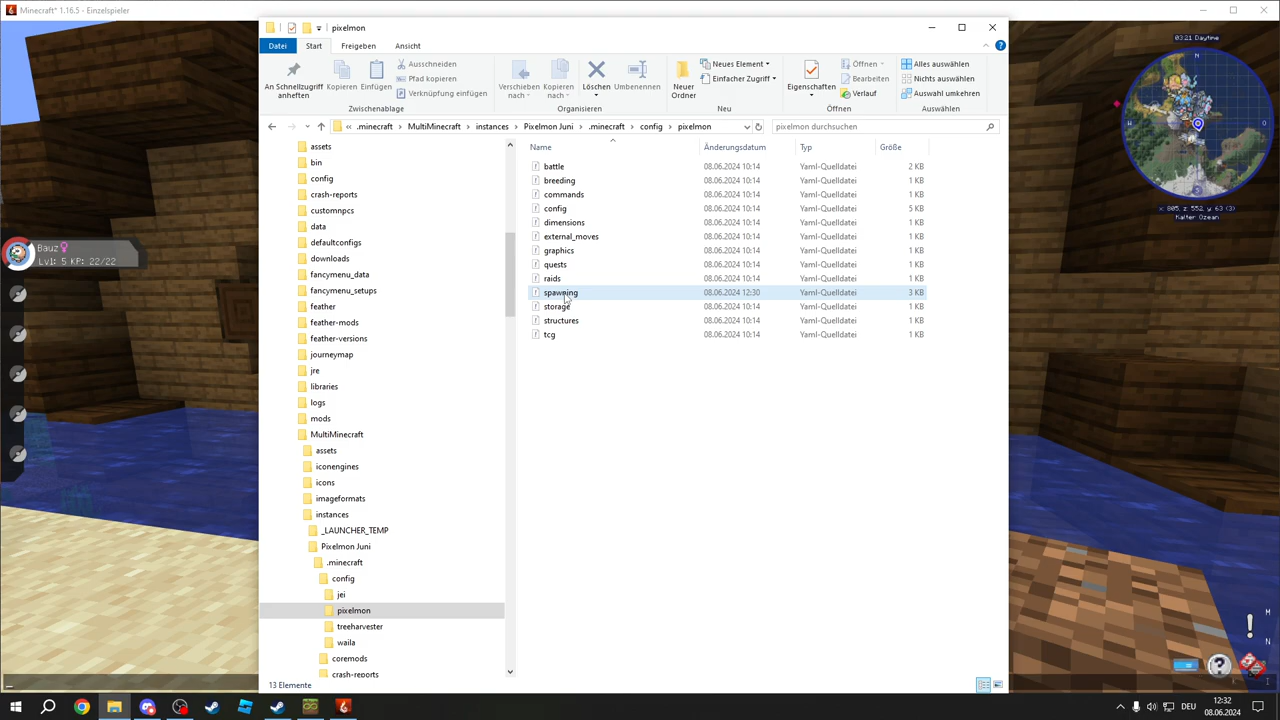 Minecraft* 1.16.5 - Einzelspieler
pixelmon
Datei Start Freigeben Ansicht
An Schnellzugriff anheften
Kopieren
Einfügen
Ausschneiden
Pfad kopieren
Verknüpfung einfügen
Zwischenablage
Verschieben nach
Kopieren nach
Löschen
Umbenennen
Organisieren
Neuer Ordner
Neues Element
Einfacher Zugriff
Neu
Eigenschaften
Öffnen
Bearbeiten
Verlauf
Öffnen
Alles auswählen
Nichts auswählen
Auswahl umkehren
Auswählen
« .minecraft › MultiMinecraft › instances › Pixelmon Juni › .minecraft › config › pixelmon
pixelmon durchsuchen
assets
bin
config
crash-reports
customnpcs
data
defaultconfigs
downloads
fancymenu_data
fancymenu_setups
feather
feather-mods
feather-versions
journeymap
jre
libraries
logs
mods
MultiMinecraft
assets
iconengines
icons
imageformats
instances
_LAUNCHER_TEMP
Pixelmon Juni
.minecraft
config
jei
pixelmon
treeharvester
waila
coremods
crash-reports
Name Änderungsdatum Typ Größe
battle 08.06.2024 10:14 Yaml-Quelldatei 2 KB
breeding 08.06.2024 10:14 Yaml-Quelldatei 1 KB
commands 08.06.2024 10:14 Yaml-Quelldatei 1 KB
config 08.06.2024 10:14 Yaml-Quelldatei 5 KB
dimensions 08.06.2024 10:14 Yaml-Quelldatei 1 KB
external_moves 08.06.2024 10:14 Yaml-Quelldatei 1 KB
graphics 08.06.2024 10:14 Yaml-Quelldatei 1 KB
quests 08.06.2024 10:14 Yaml-Quelldatei 1 KB
raids 08.06.2024 10:14 Yaml-Quelldatei 1 KB
spawning 08.06.2024 12:30 Yaml-Quelldatei 3 KB
storage 08.06.2024 10:14 Yaml-Quelldatei 1 KB
structures 08.06.2024 10:14 Yaml-Quelldatei 1 KB
tcg 08.06.2024 10:14 Yaml-Quelldatei 1 KB
13 Elemente
Bauz
Lvl: 5 KP: 22/22
03:21 Daytime
N
O
S
x: 805, z: 552, y: 63 (3)
Kalter Ozean
M
N
L
12:32
08.06.2024